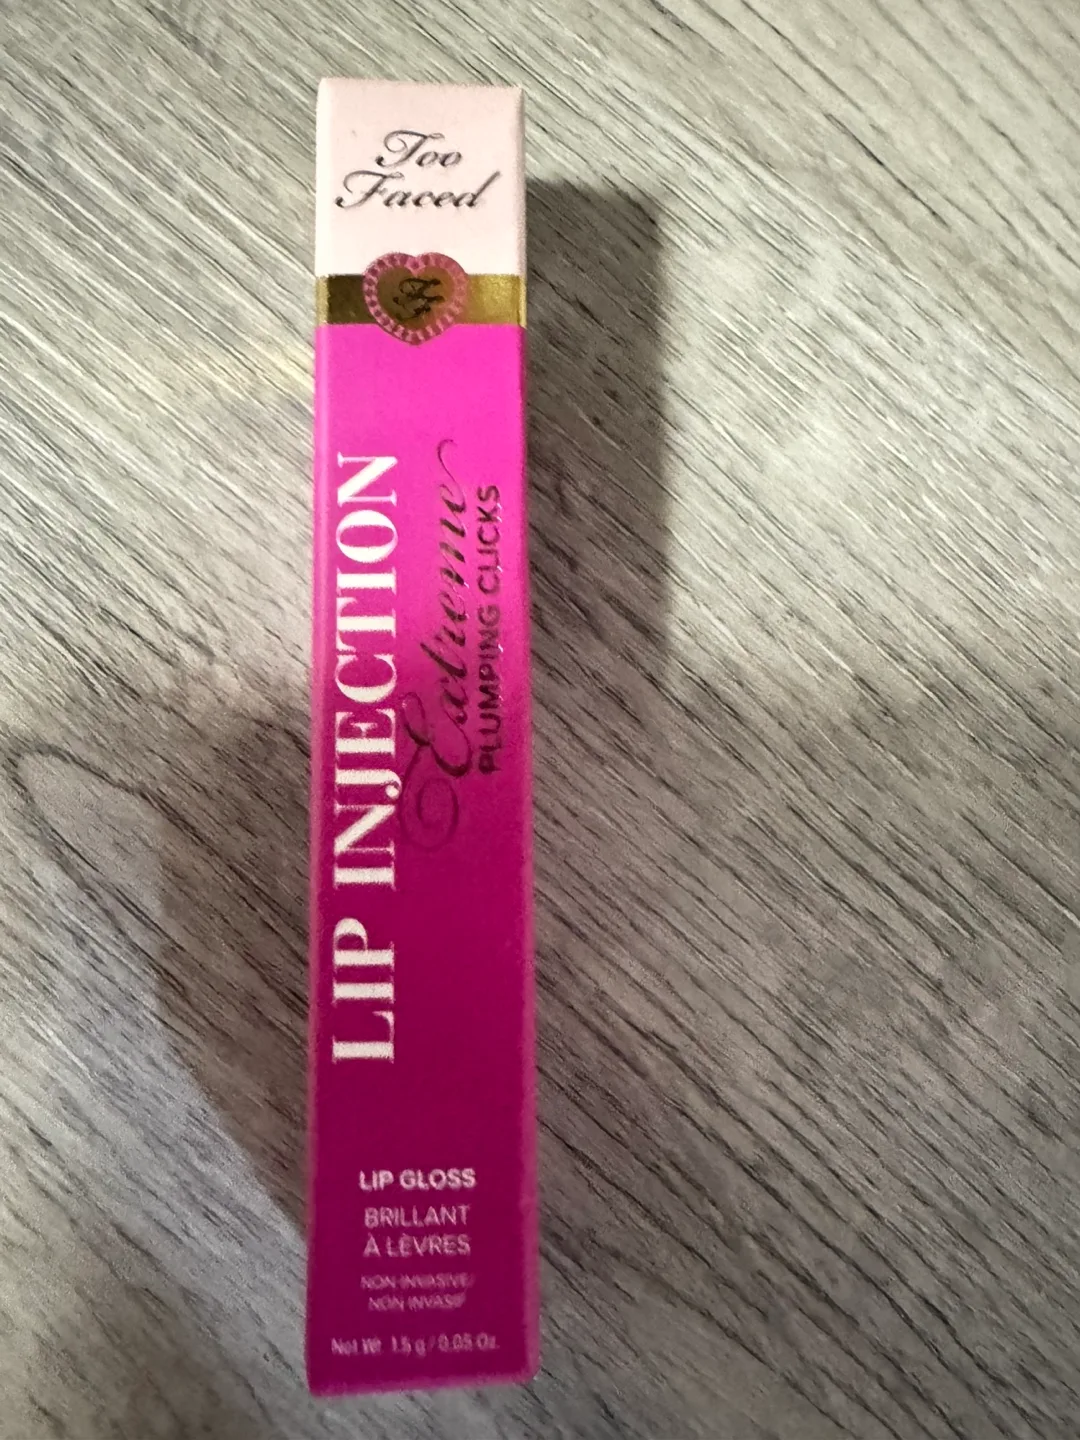 Too
Faced
LIP INJECTION
Extreme
PLUMPING CLICKS
LIP GLOSS
BRILLANT
À LÈVRES
NON-INVASIVE/
NON INVASIF
Net Wt. 1.5 g / 0.05 Oz.